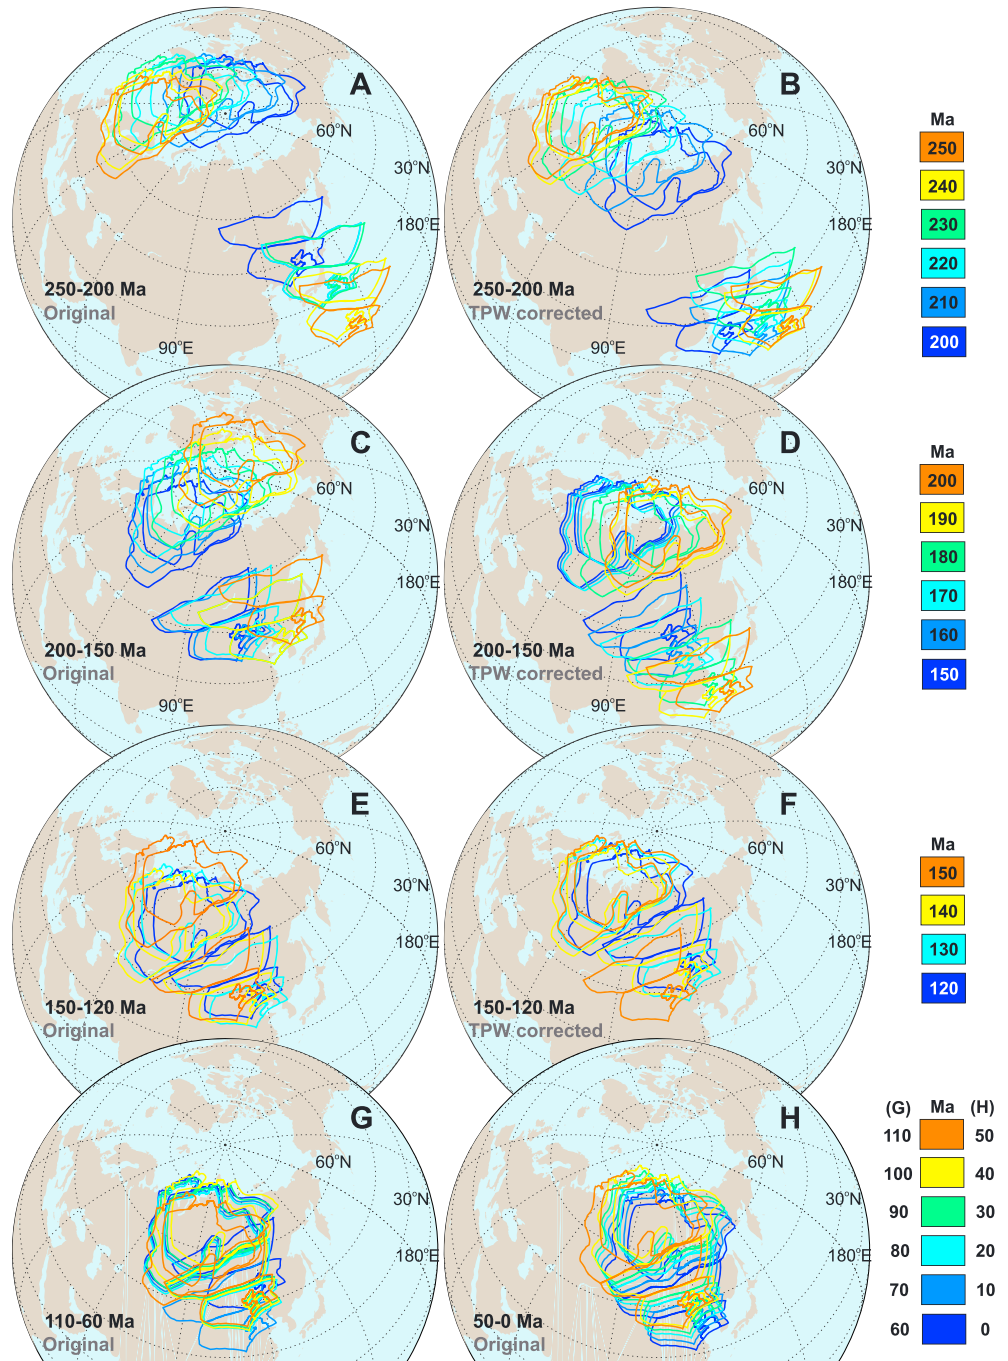 A
60°N
30°N
180°E
250-200 Ma
Original
90°E
B
60°N
30°N
180°E
250-200 Ma
TPW corrected
90°E
Ma
250
240
230
220
210
200
C
60°N
30°N
180°E
200-150 Ma
Original
90°E
D
60°N
30°N
180°E
200-150 Ma
TPW corrected
90°E
Ma
200
190
180
170
160
150
E
60°N
30°N
180°E
150-120 Ma
Original
F
60°N
30°N
180°E
150-120 Ma
TPW corrected
Ma
150
140
130
120
G
60°N
30°N
180°E
110-60 Ma
Original
H
60°N
30°N
180°E
50-0 Ma
Original
(G) Ma (H)
110 50
100 40
90 30
80 20
70 10
60 0